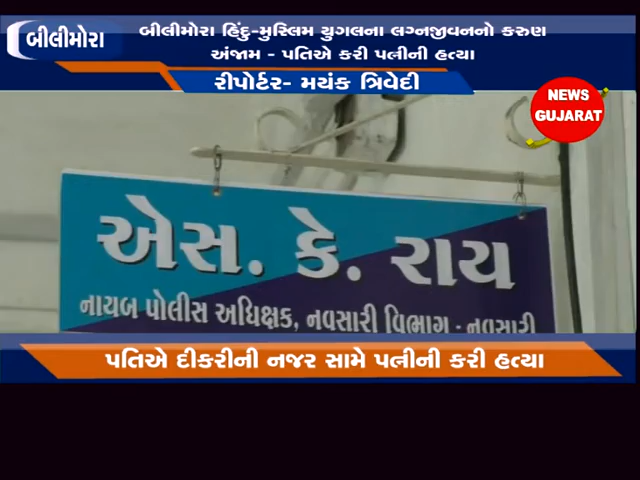 બીલીમોરા
બીલીમોરા હિંદુ-મુસ્લિમ યુગલના લગ્નજીવનનો કરુણ
અંજામ - પતિએ કરી પત્નીની હત્યા
રીપોર્ટર- મયંક ત્રિવેદી
NEWS
GUJARAT
એસ. કે. રાય
નાયબ પોલીસ અધિક્ષક, નવસારી વિભાગ - નવસારી
પતિએ દીકરીની નજર સામે પત્નીની કરી હત્યા